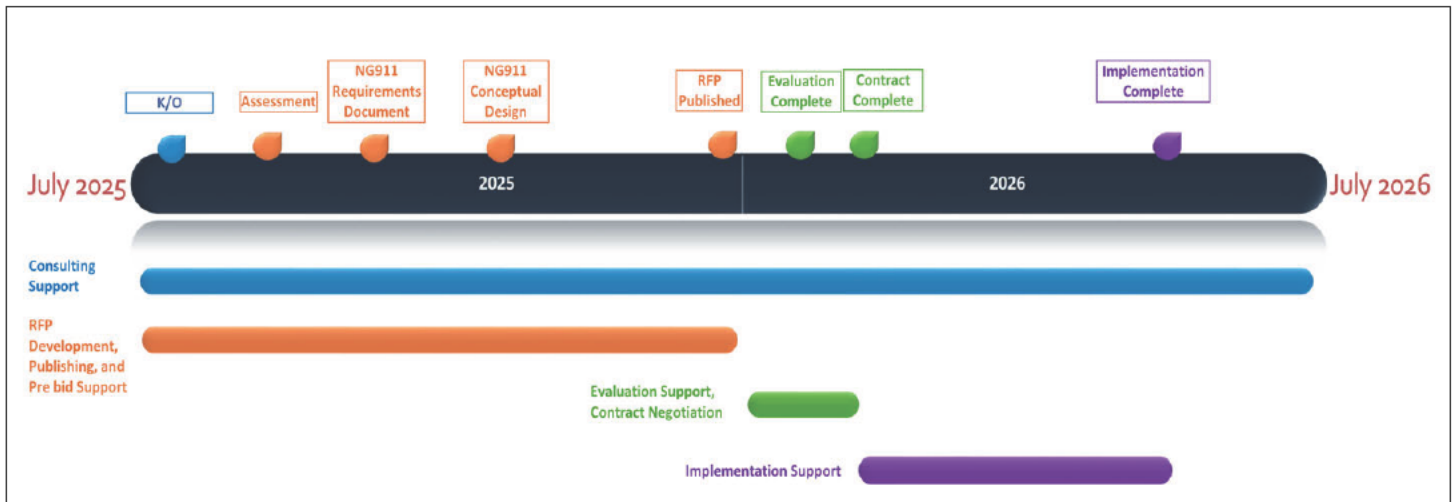 K/O
Assessment
NG911
Requirements
Document
NG911
Conceptual
Design
RFP
Published
Evaluation
Complete
Contract
Complete
Implementation
Complete
July 2025
2025
2026
July 2026
Consulting
Support
RFP
Development,
Publishing, and
Pre bid Support
Evaluation Support,
Contract Negotiation
Implementation Support